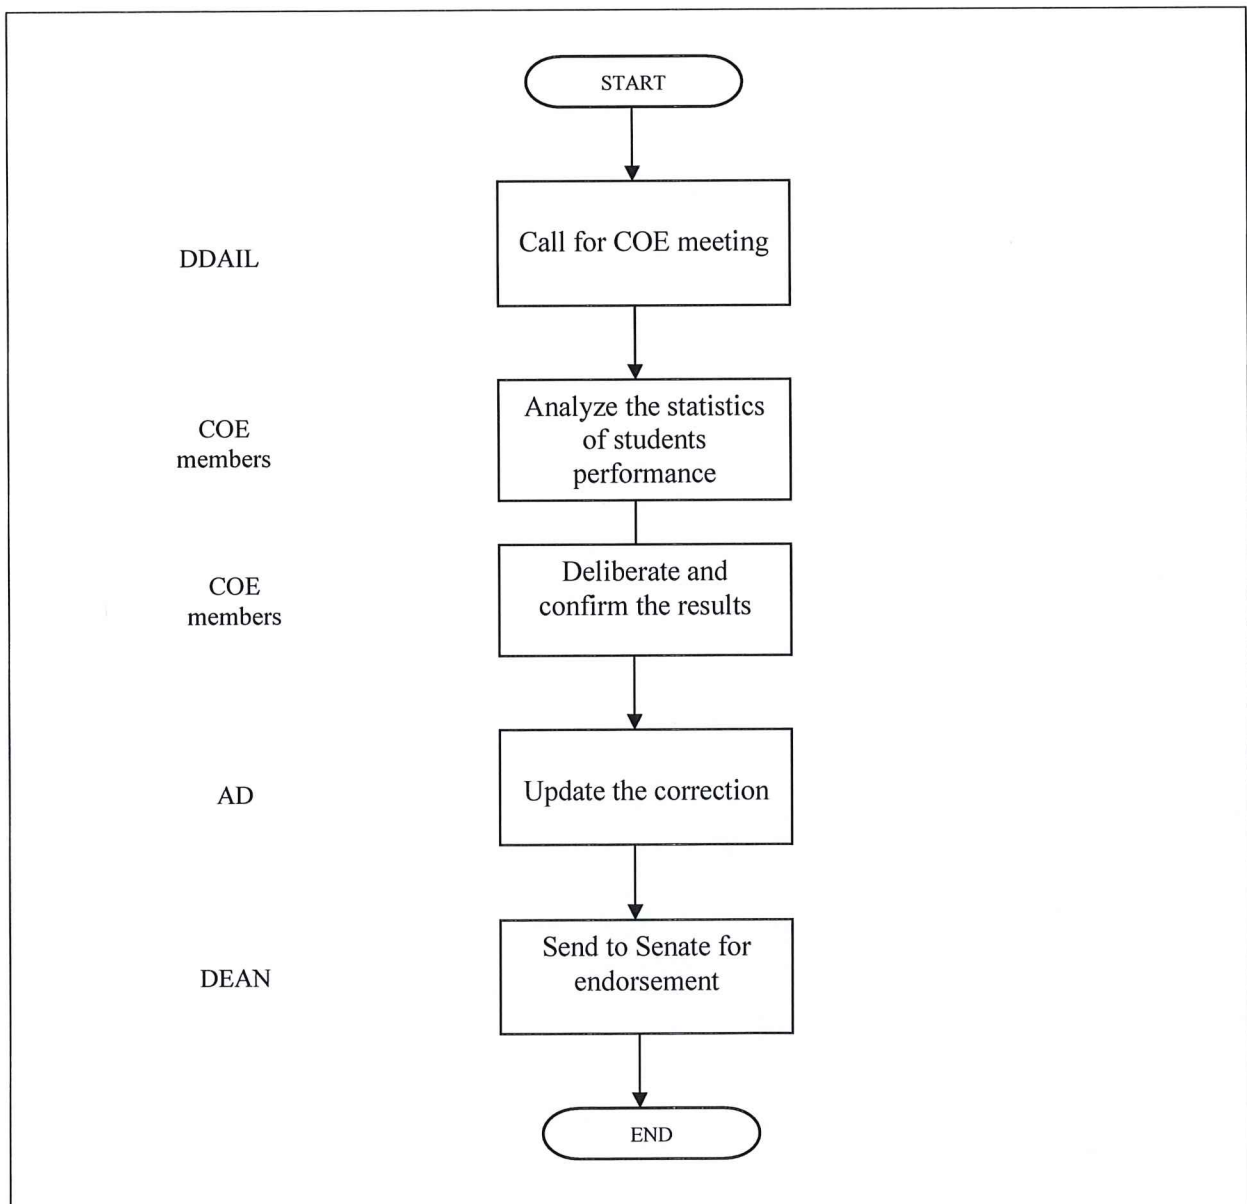 START
DDAIL
Call for COE meeting
COE
members
Analyze the statistics
of students
performance
COE
members
Deliberate and
confirm the results
AD
Update the correction
DEAN
Send to Senate for
endorsement
END